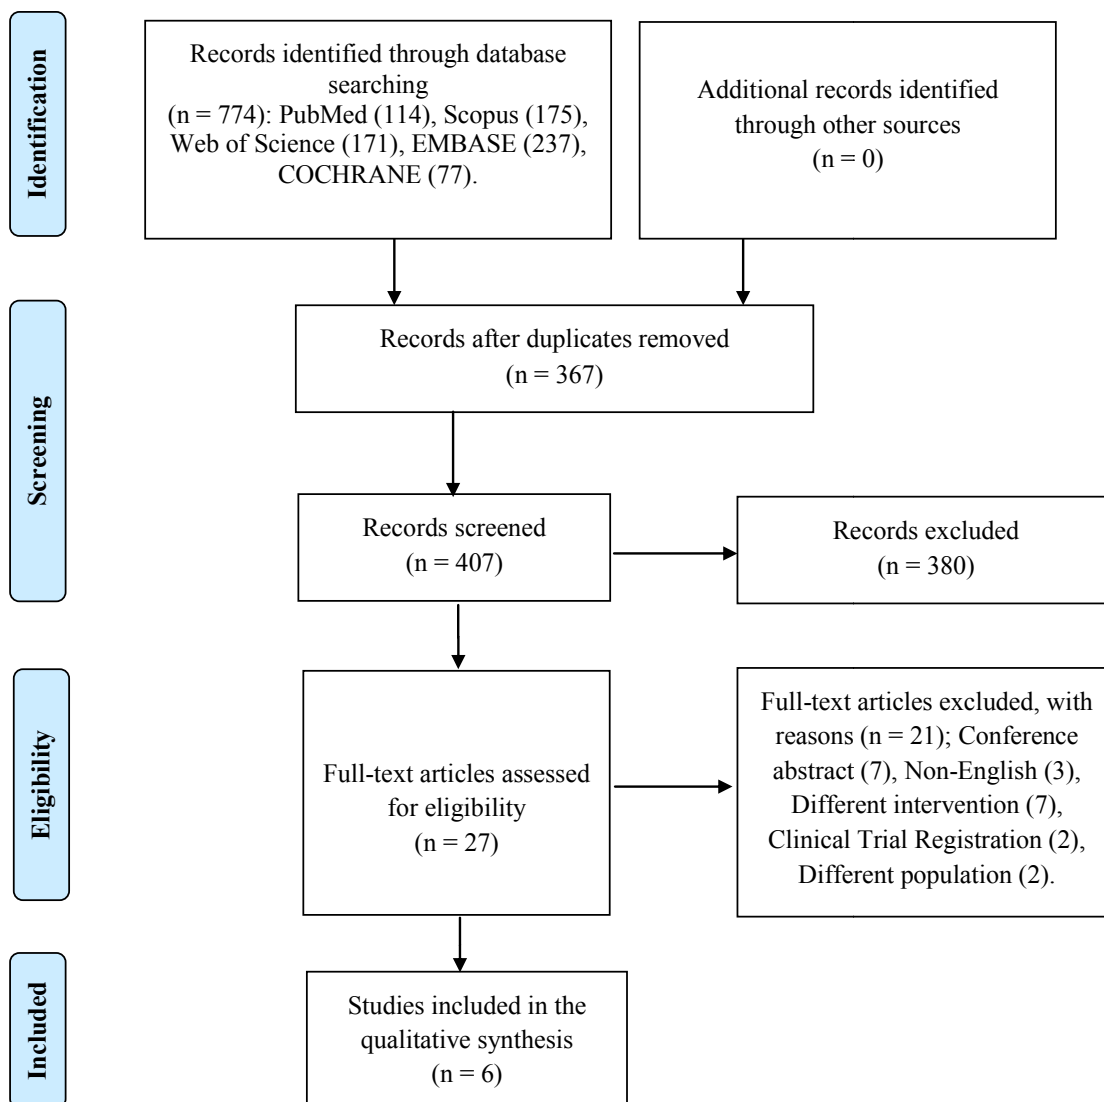 Identification
Records identified through database
searching
(n = 774): PubMed (114), Scopus (175),
Web of Science (171), EMBASE (237),
COCHRANE (77).
Additional records identified
through other sources
(n = 0)
Screening
Records after duplicates removed
(n = 367)
Records screened
(n = 407)
Records excluded
(n = 380)
Eligibility
Full-text articles assessed
for eligibility
(n = 27)
Full-text articles excluded, with
reasons (n = 21); Conference
abstract (7), Non-English (3),
Different intervention (7),
Clinical Trial Registration (2),
Different population (2).
Included
Studies included in the
qualitative synthesis
(n = 6)